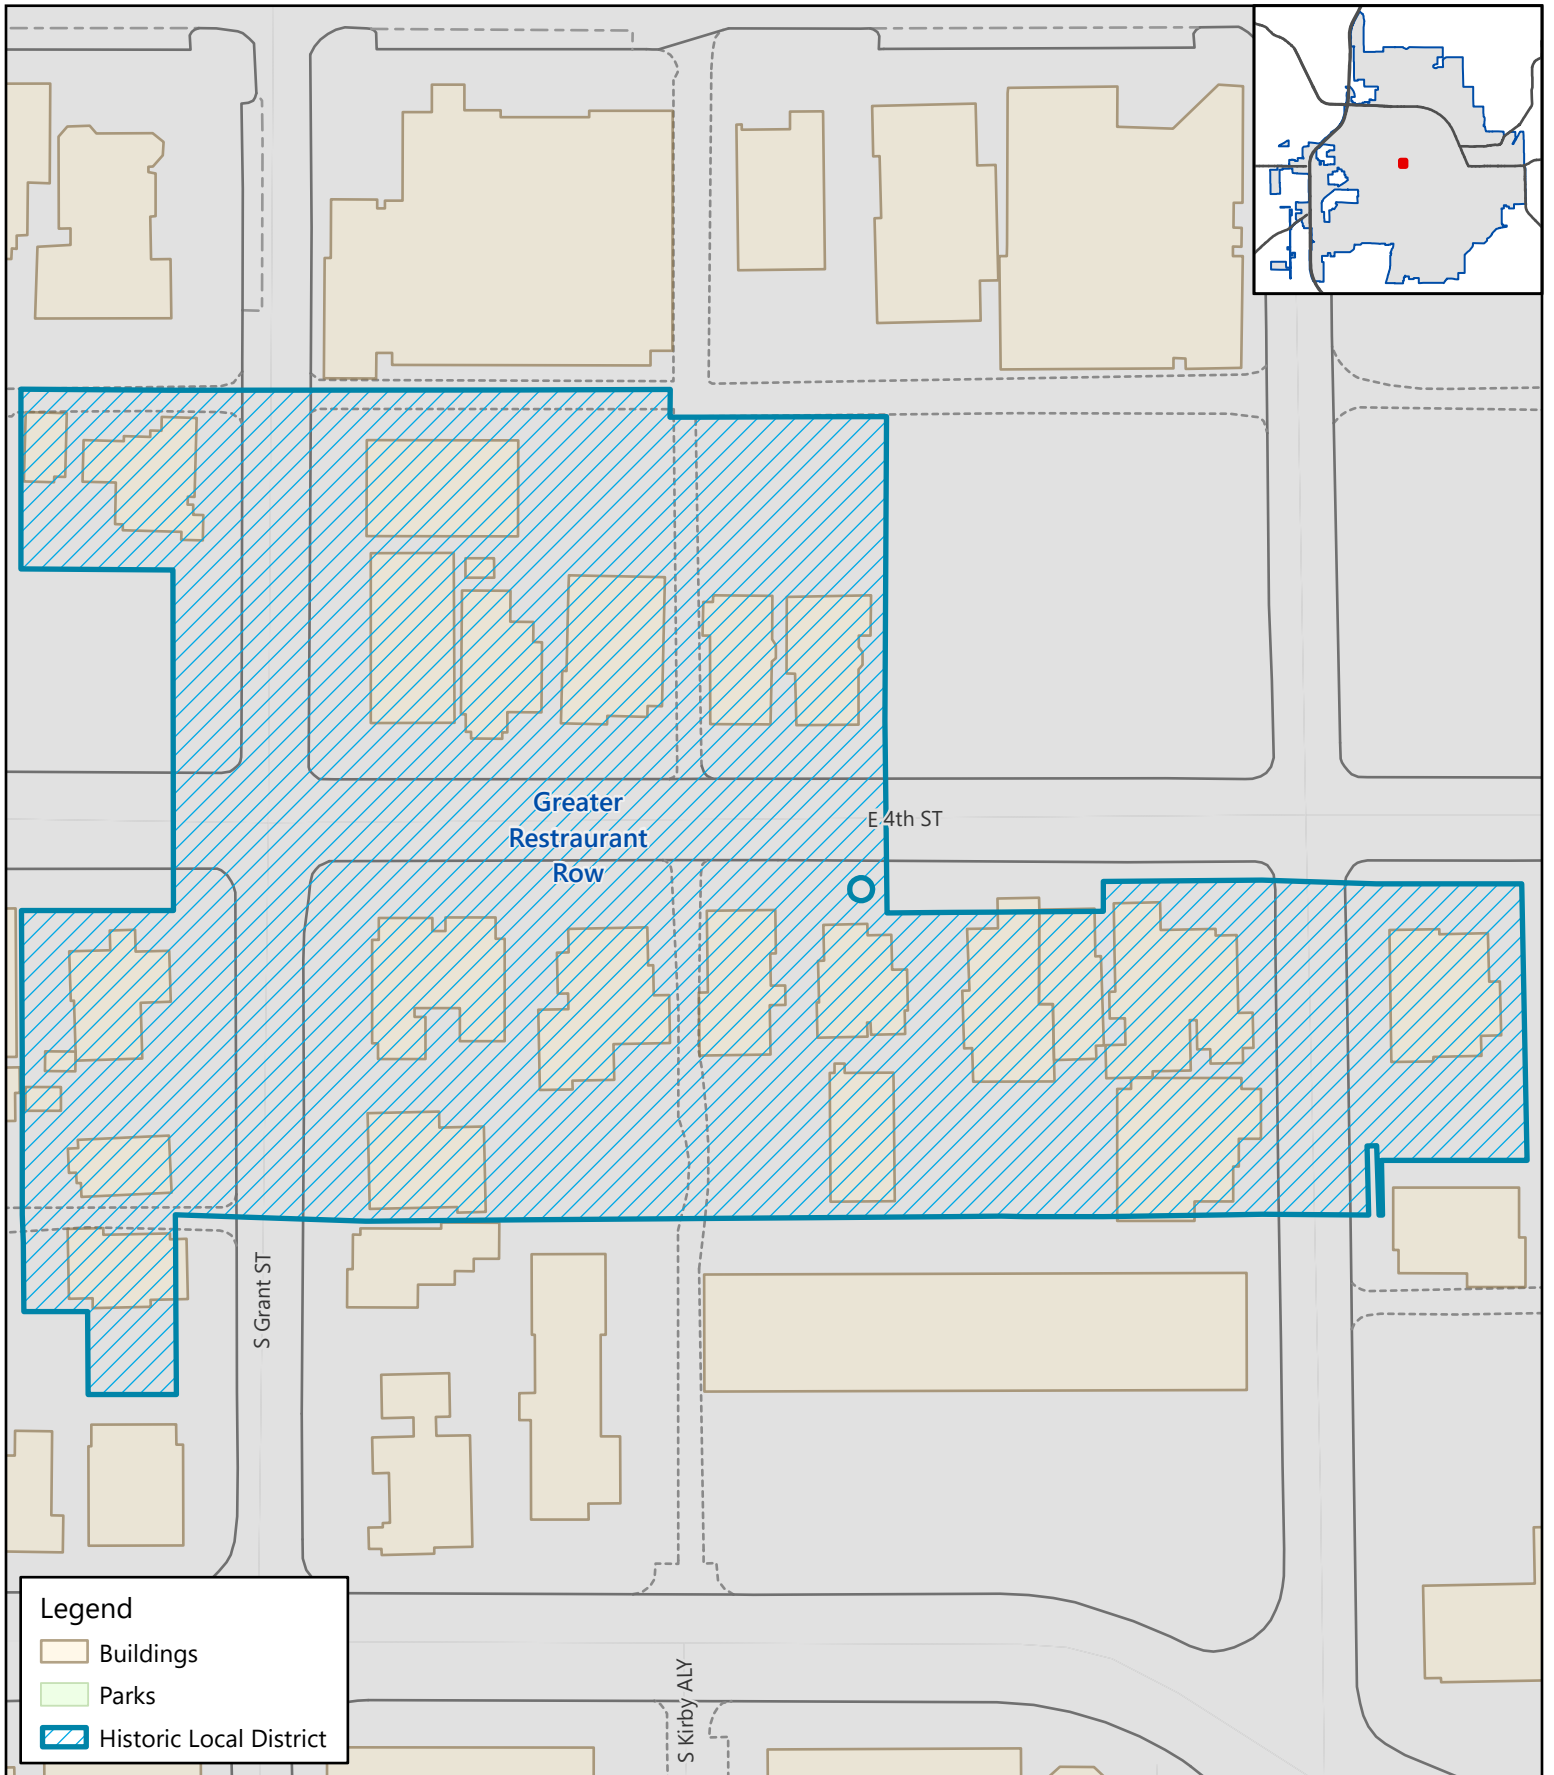 Greater
Restraurant
Row
E 4th ST
S Grant ST
S Kirby ALY
Legend
Buildings
Parks
Historic Local District